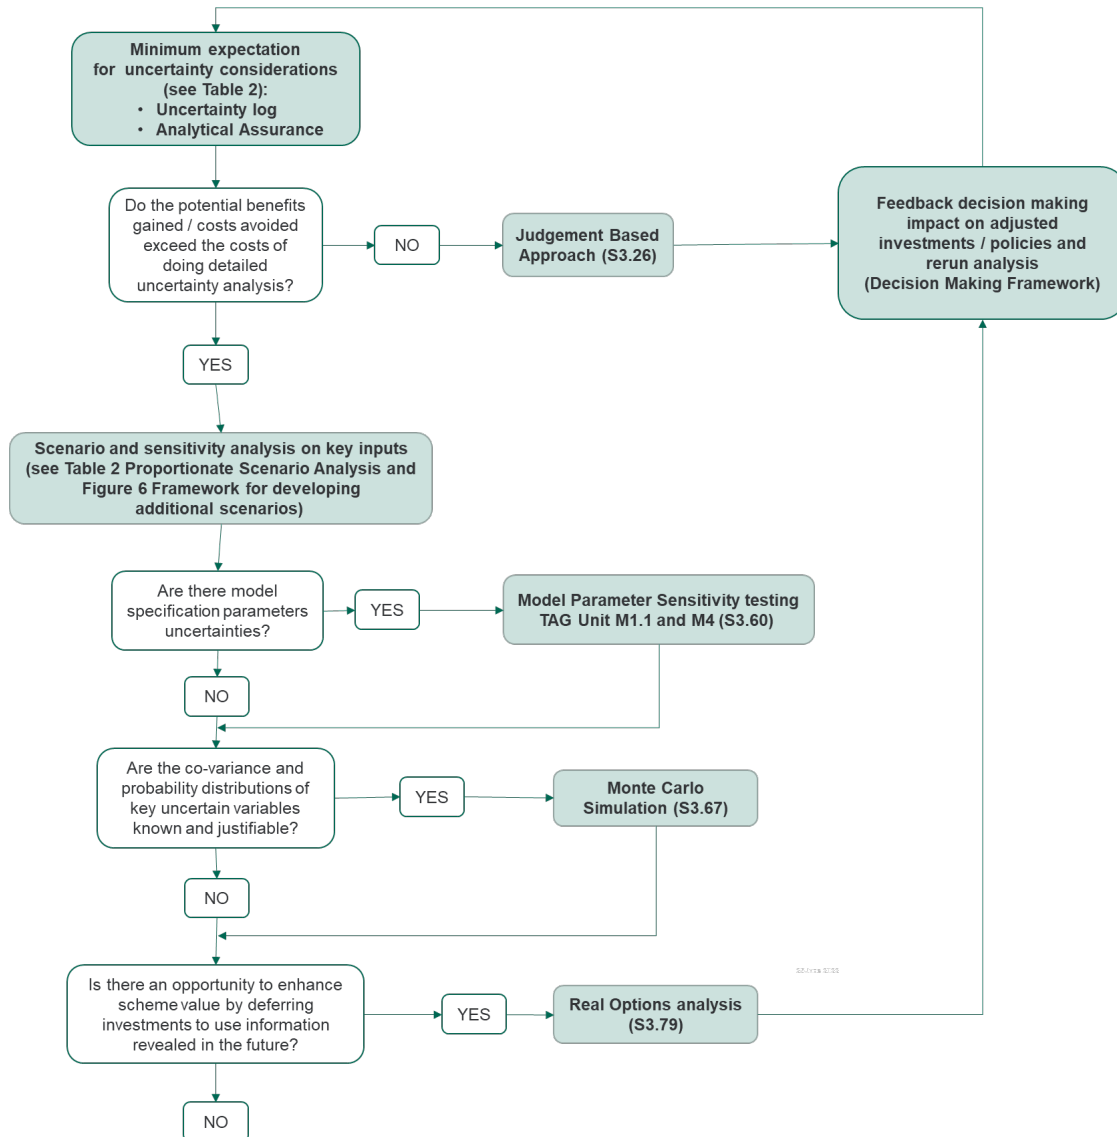 Minimum expectation
for uncertainty considerations
(see Table 2):
• Uncertainty log
• Analytical Assurance
Do the potential benefits
gained / costs avoided
exceed the costs of
doing detailed
uncertainty analysis?
NO
Judgement Based
Approach (S3.26)
Feedback decision making
impact on adjusted
investments / policies and
rerun analysis
(Decision Making Framework)
YES
Scenario and sensitivity analysis on key inputs
(see Table 2 Proportionate Scenario Analysis and
Figure 6 Framework for developing
additional scenarios)
Are there model
specification parameters
uncertainties?
YES
Model Parameter Sensitivity testing
TAG Unit M1.1 and M4 (S3.60)
NO
Are the co-variance and
probability distributions of
key uncertain variables
known and justifiable?
YES
Monte Carlo
Simulation (S3.67)
NO
Is there an opportunity to enhance
scheme value by deferring
investments to use information
revealed in the future?
YES
Real Options analysis
(S3.79)
NO